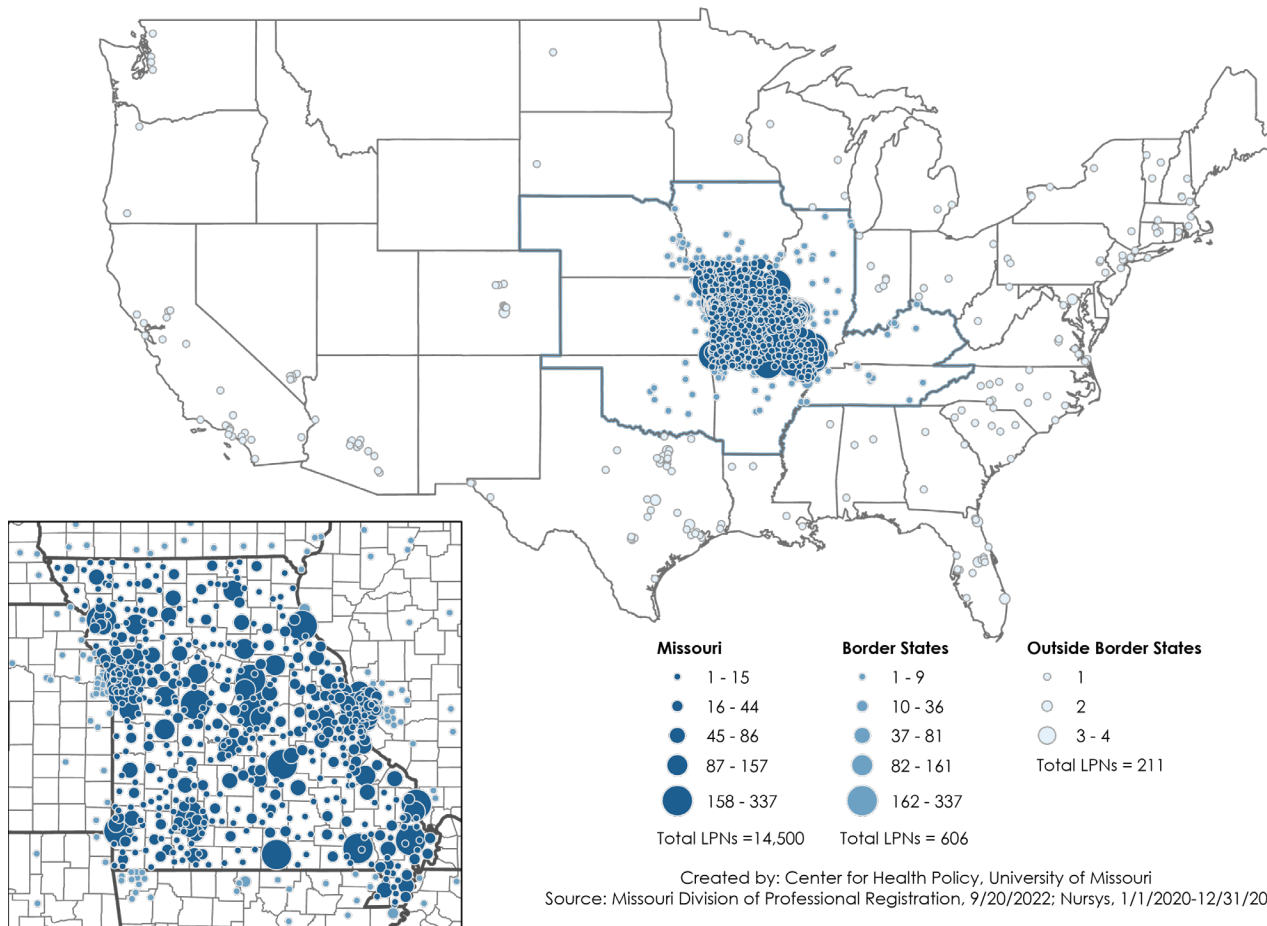 Missouri
1 - 15
16 - 44
45 - 86
87 - 157
158 - 337
Total LPNs =14,500
Border States
1 - 9
10 - 36
37 - 81
82 - 161
162 - 337
Total LPNs = 606
Outside Border States
1
2
3 - 4
Total LPNs = 211
Created by: Center for Health Policy, University of Missouri
Source: Missouri Division of Professional Registration, 9/20/2022; Nursys, 1/1/2020-12/31/20